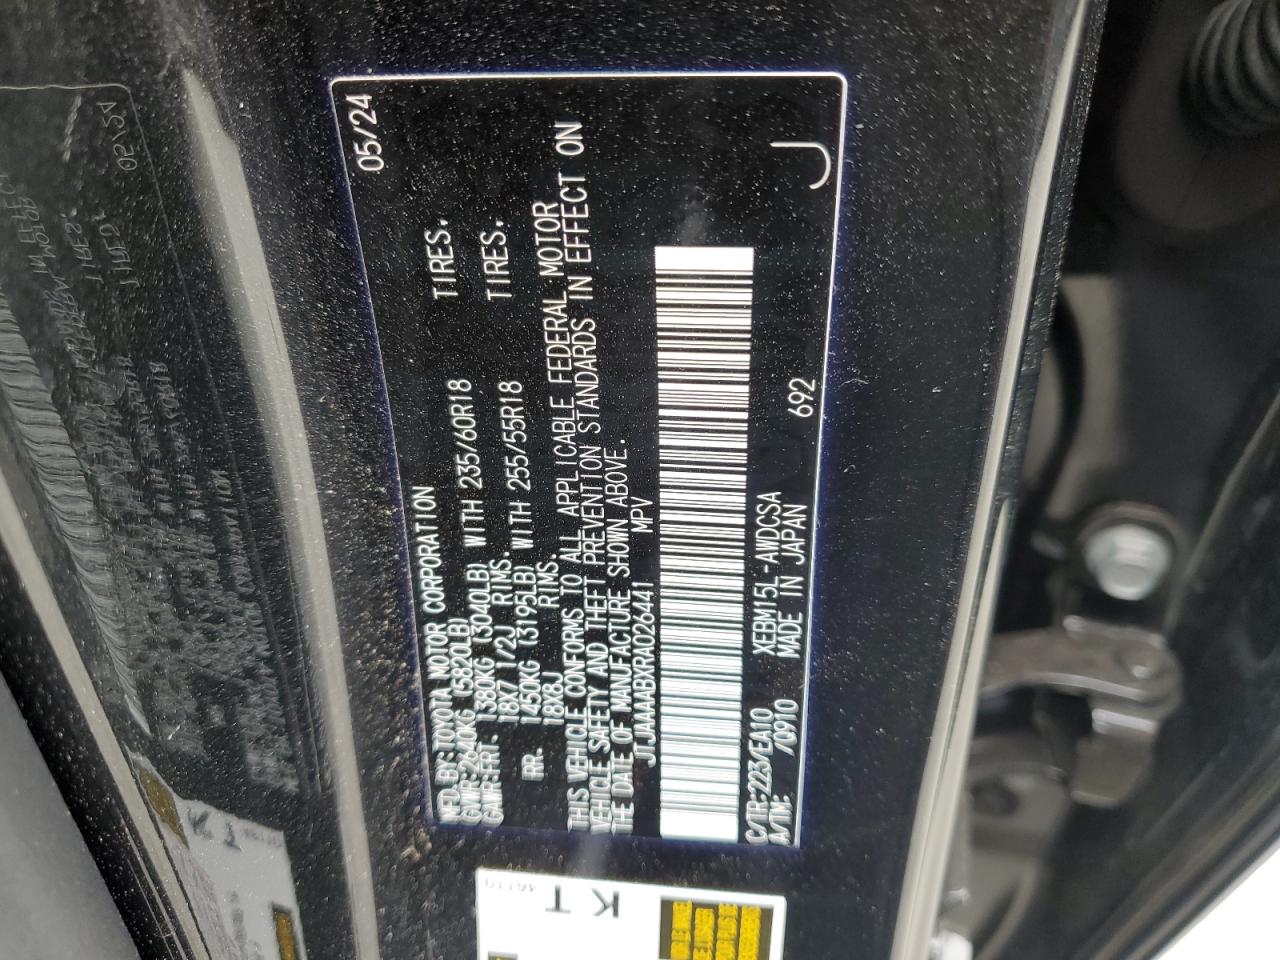 05/24
MFD.BY:TOYOTA MOTOR CORPORATION
GVWR:2640KG (5820LB)
GAWR:FRT. 1380KG (3040LB) WITH 235/60R18 TIRES.
18X7 1/2J RIMS.
RR. 1450KG (3195LB) WITH 255/55R18 TIRES.
18X8J RIMS.
THIS VEHICLE CONFORMS TO ALL APPLICABLE FEDERAL MOTOR
VEHICLE SAFETY AND THEFT PREVENTION STANDARDS IN EFFECT ON
THE DATE OF MANUFACTURE SHOWN ABOVE.
JTJAAABXRA026441 MPV
C/TR:223/EA10 XEBM15L-AWDCSA
A/TM: /0910 MADE IN JAPAN 692 J
KT